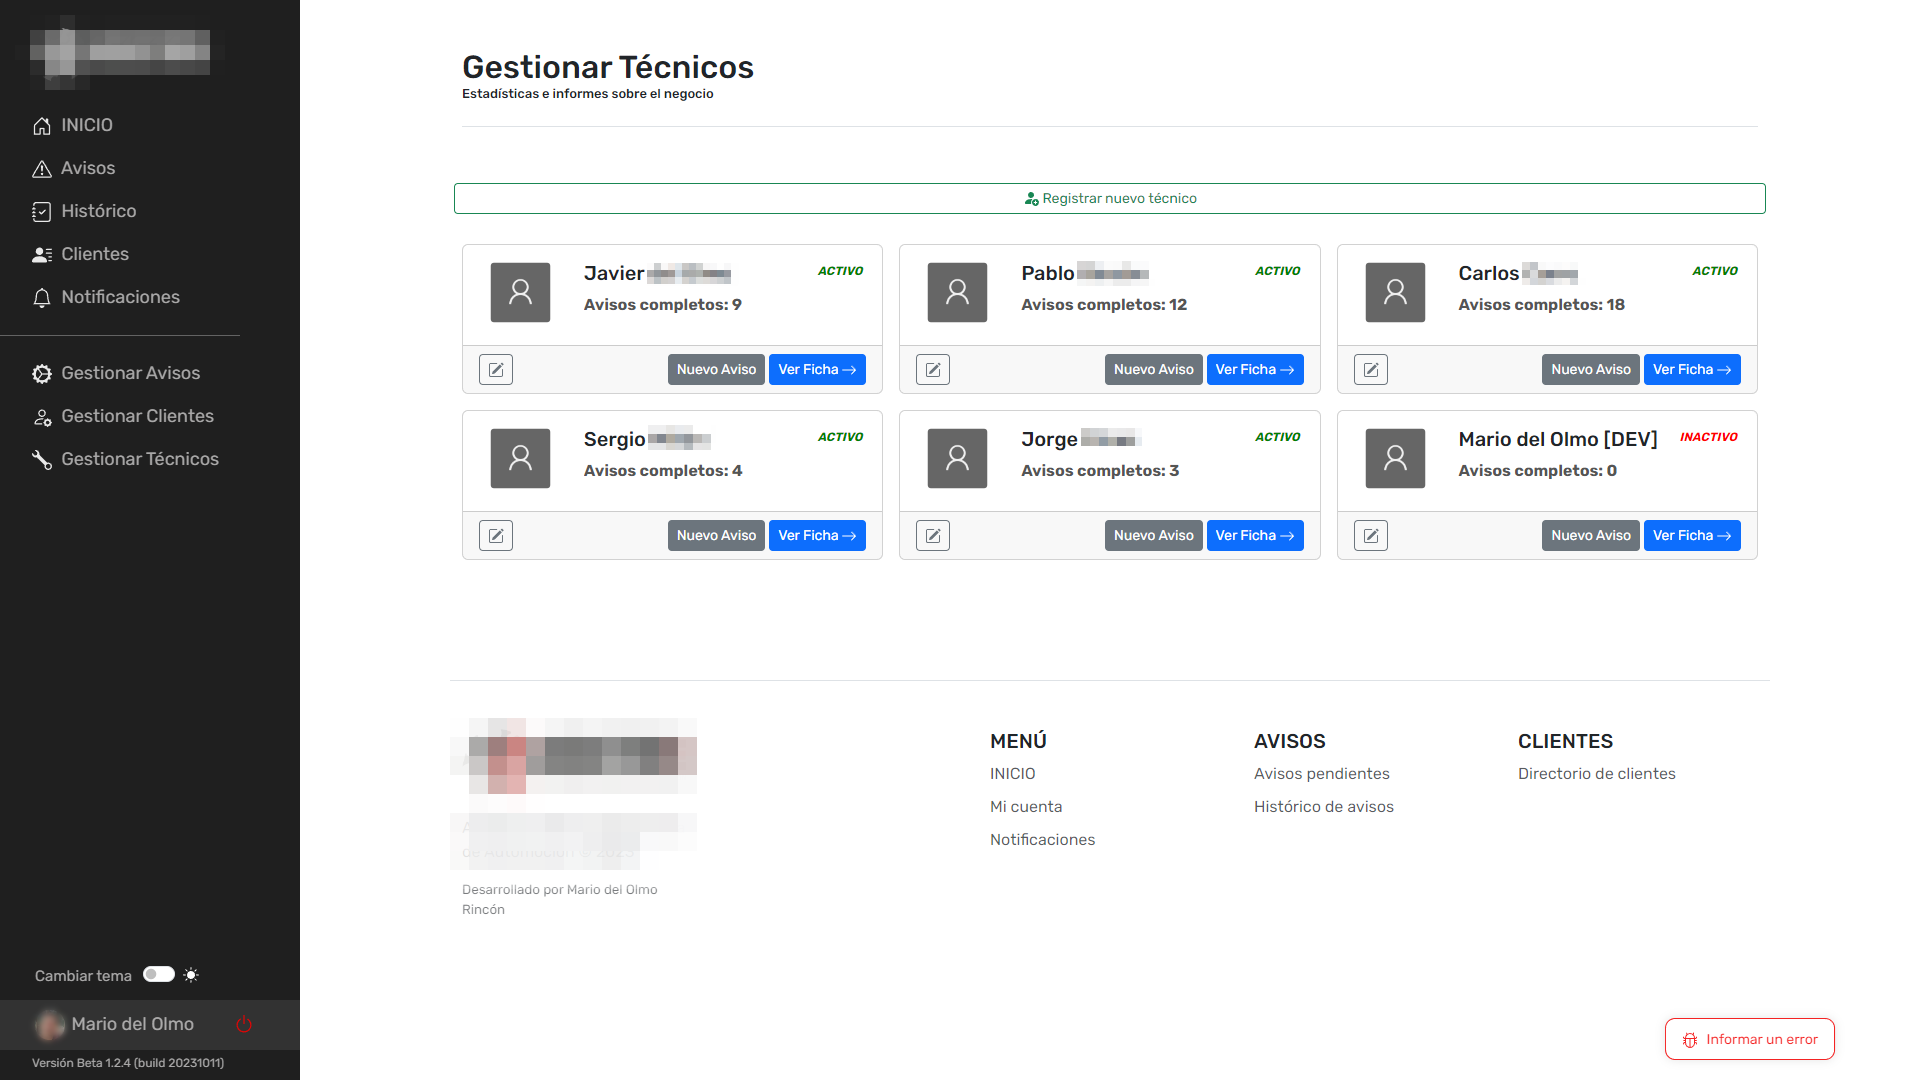 INICIO
Avisos
Histórico
Clientes
Notificaciones
Gestionar Avisos
Gestionar Clientes
Gestionar Técnicos
Cambiar tema
Mario del Olmo
Versión Beta 1.2.4 (build 20231011)
Gestionar Técnicos
Estadísticas e informes sobre el negocio
Registrar nuevo técnico
Javier
ACTIVO
Avisos completos: 9
Nuevo Aviso
Ver Ficha →
Pablo
ACTIVO
Avisos completos: 12
Nuevo Aviso
Ver Ficha →
Carlos
ACTIVO
Avisos completos: 18
Nuevo Aviso
Ver Ficha →
Sergio
ACTIVO
Avisos completos: 4
Nuevo Aviso
Ver Ficha →
Jorge
ACTIVO
Avisos completos: 3
Nuevo Aviso
Ver Ficha →
Mario del Olmo [DEV]
INACTIVO
Avisos completos: 0
Nuevo Aviso
Ver Ficha →
de Automoción © 2023
Desarrollado por Mario del Olmo
Rincón
MENÚ
INICIO
Mi cuenta
Notificaciones
AVISOS
Avisos pendientes
Histórico de avisos
CLIENTES
Directorio de clientes
Informar un error